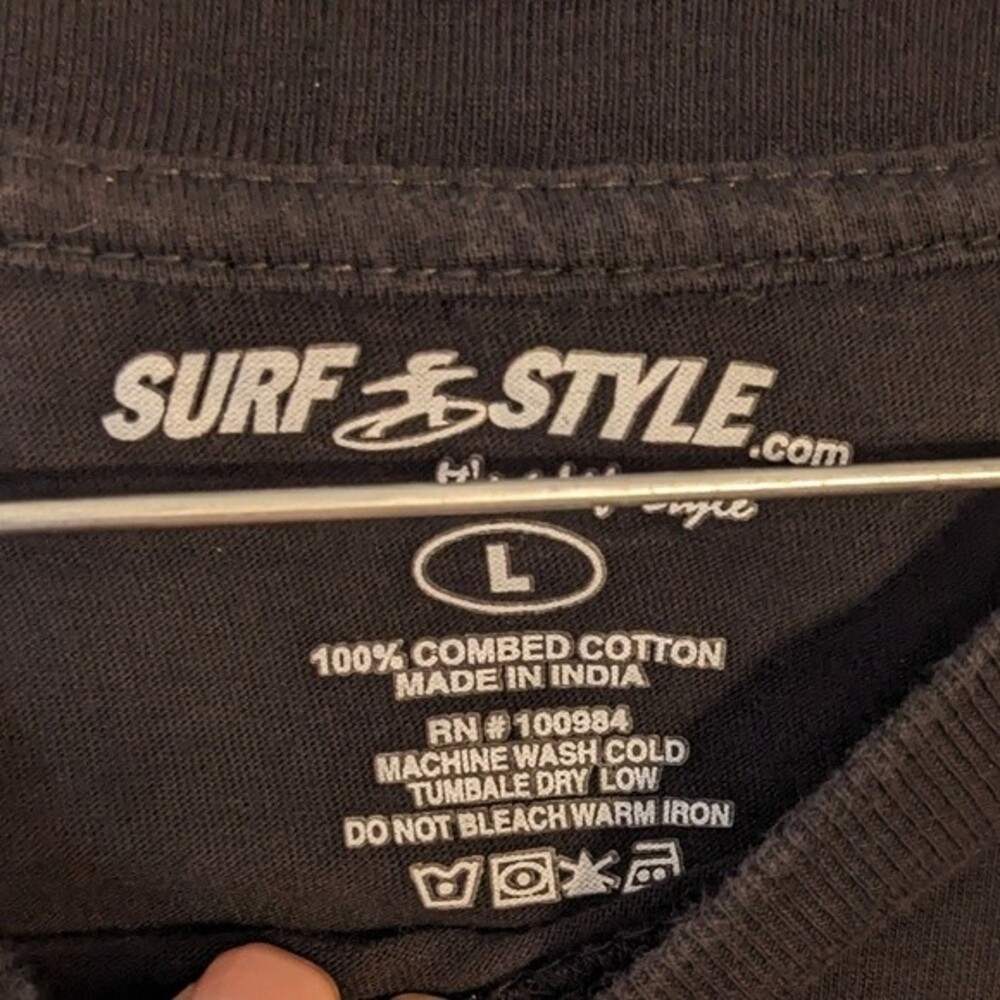 SURF STYLE.com
L
100% COMBED COTTON
MADE IN INDIA
RN # 100984
MACHINE WASH COLD
TUMBALE DRY LOW
DO NOT BLEACH WARM IRON